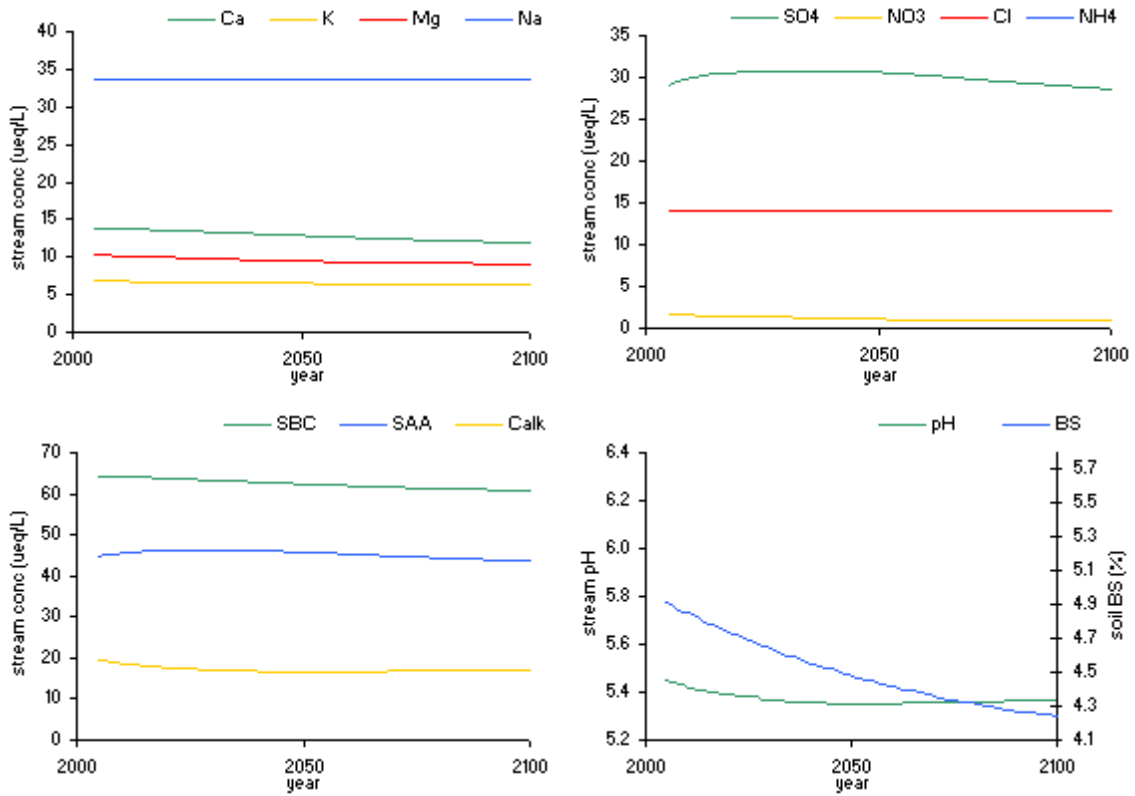 Ca K Mg Na
40
35
30
25
20
15
10
5
0
stream conc (ueq/L)
2000 2050 2100
year
SO4 NO3 Cl NH4
35
30
25
20
15
10
5
0
stream conc (ueq/L)
2000 2050 2100
year
SBC SAA Calk
70
60
50
40
30
20
10
0
stream conc (ueq/L)
2000 2050 2100
year
pH BS
6.4
6.2
6.0
5.8
5.6
5.4
5.2
stream pH
5.7
5.5
5.3
5.1
4.9
4.7
4.5
4.3
4.1
soil BS (%)
2000 2050 2100
year